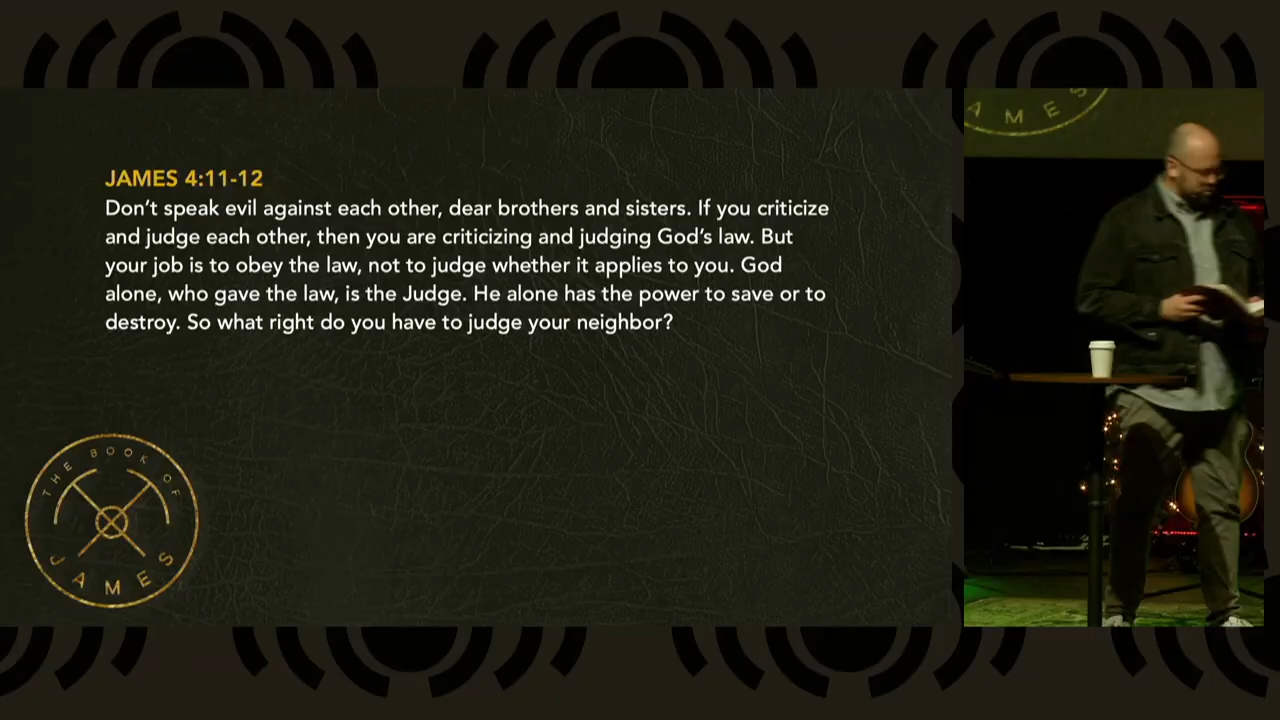 JAMES 4:11-12
Don't speak evil against each other, dear brothers and sisters. If you criticize
and judge each other, then you are criticizing and judging God's law. But
your job is to obey the law, not to judge whether it applies to you. God
alone, who gave the law, is the Judge. He alone has the power to save or to
destroy. So what right do you have to judge your neighbor?
THE BOOK OF
JAMES
AMES